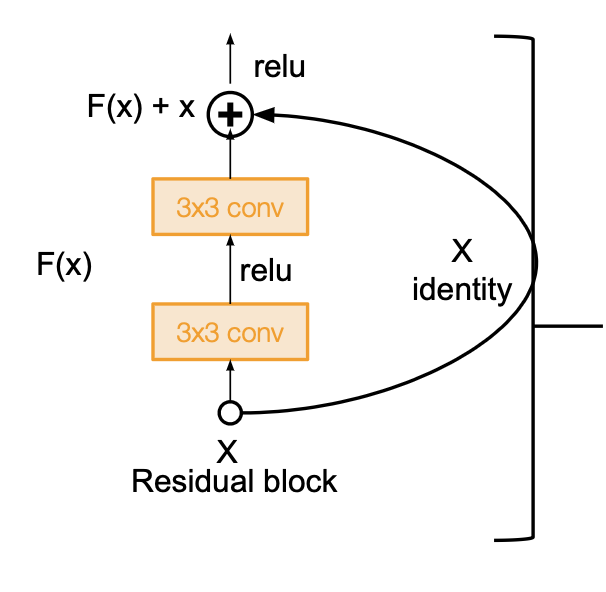 relu
F(x) + x
3x3 conv
F(x)
relu
X
identity
3x3 conv
X
Residual block